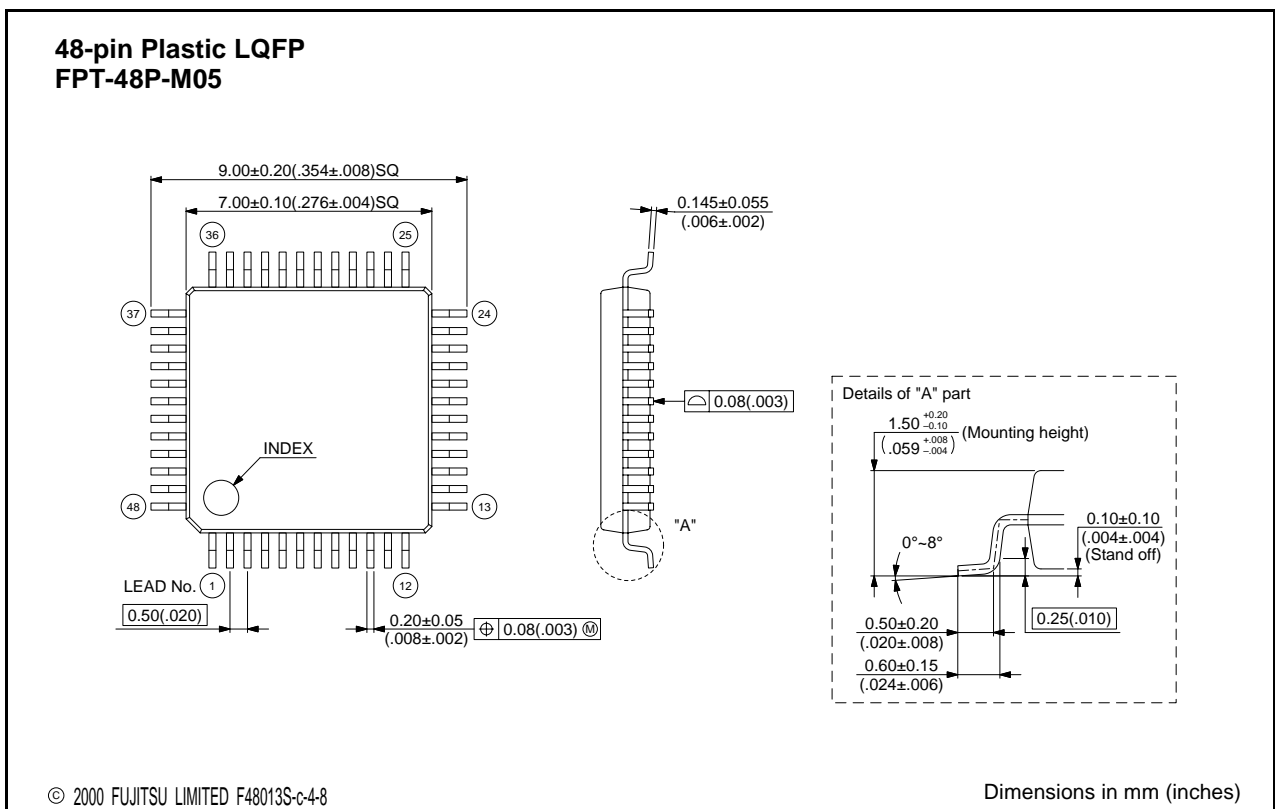 48-pin Plastic LQFP
FPT-48P-M05
9.00±0.20(.354±.008)SQ
7.00±0.10(.276±.004)SQ
36
25
37
24
INDEX
48
13
LEAD No. 1
12
0.50(.020)
0.20±0.05
(.008±.002)
⌖ 0.08(.003) Ⓜ
0.145±0.055
(.006±.002)
⌓ 0.08(.003)
"A"
Details of "A" part
1.50 +0.20 –0.10 (Mounting height)
(.059 +.008 –.004)
0°~8°
0.10±0.10
(.004±.004)
(Stand off)
0.50±0.20
(.020±.008)
0.25(.010)
0.60±0.15
(.024±.006)
© 2000 FUJITSU LIMITED F48013S-c-4-8
Dimensions in mm (inches)